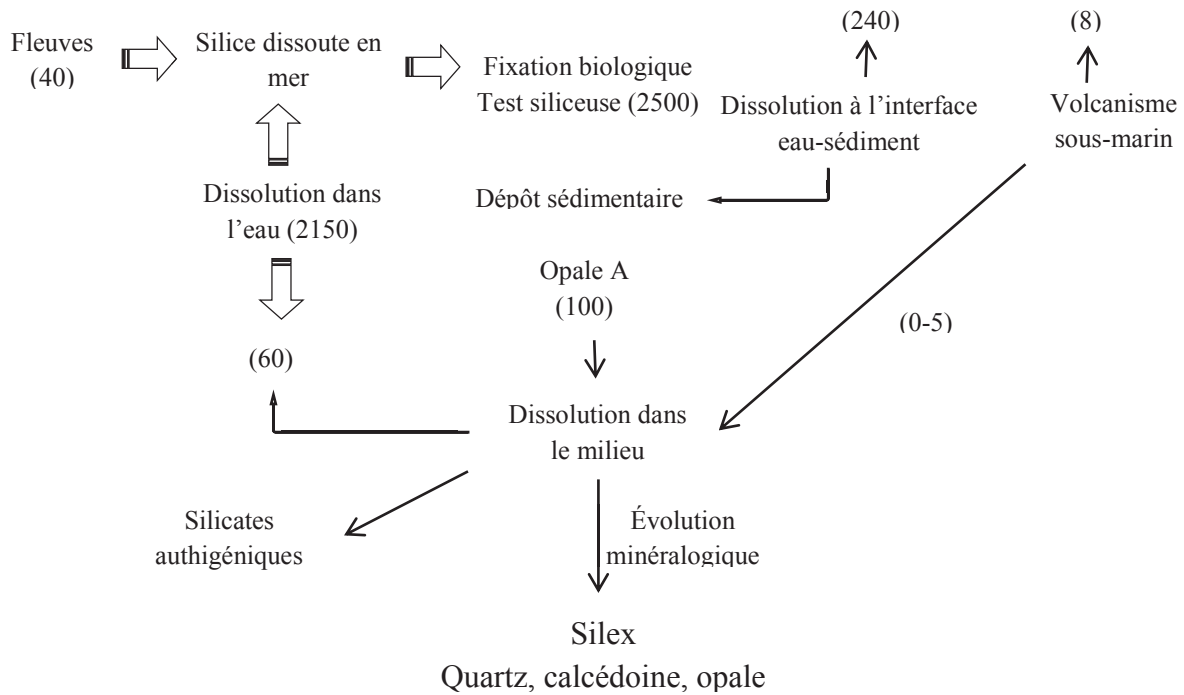 Fleuves
(40)
Silice dissoute en
mer
Fixation biologique
Test siliceuse (2500)
(240)
Dissolution à l’interface
eau-sédiment
(8)
Volcanisme
sous-marin
Dissolution dans
l’eau (2150)
Dépôt sédimentaire
Opale A
(100)
(0-5)
(60)
Dissolution dans
le milieu
Silicates
authigéniques
Évolution
minéralogique
Silex
Quartz, calcédoine, opale